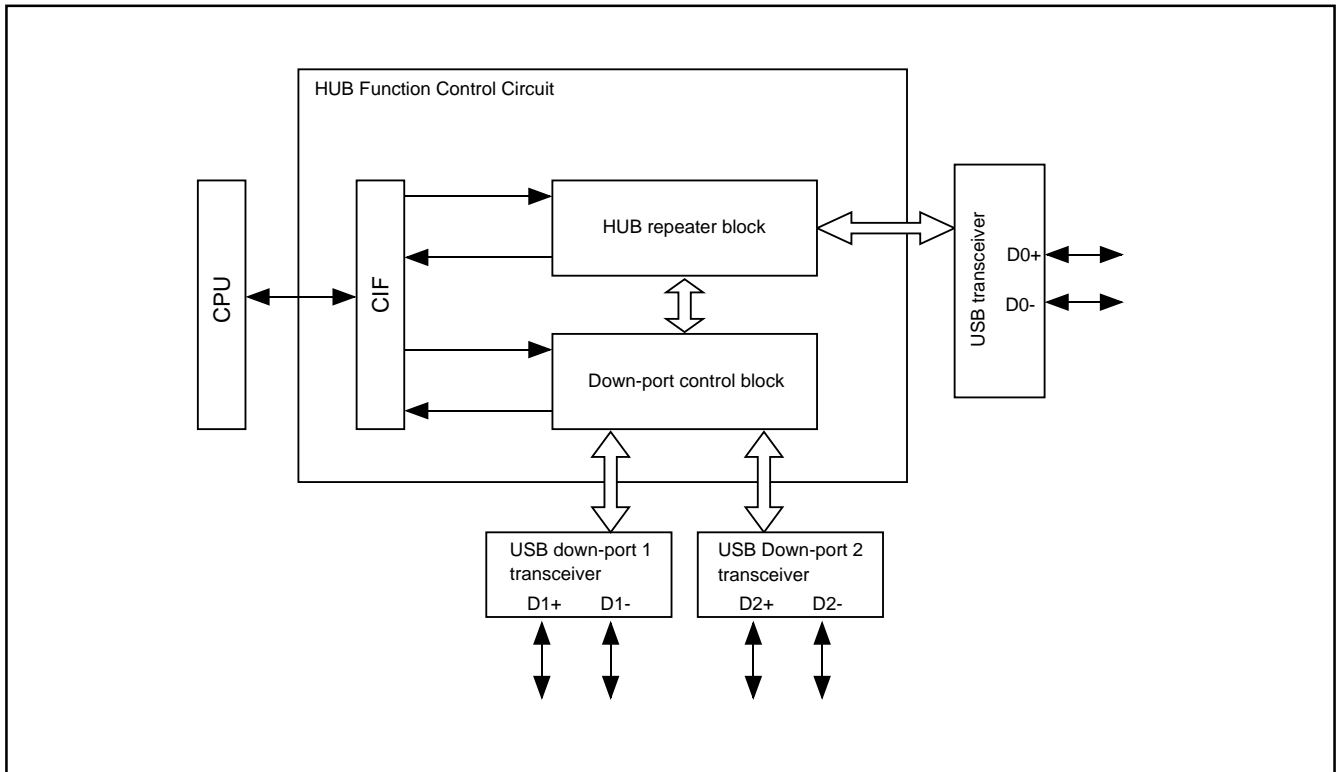 HUB Function Control Circuit
CPU
CIF
HUB repeater block
USB transceiver
D0+
D0-
Down-port control block
USB down-port 1
transceiver
D1+ D1-
USB Down-port 2
transceiver
D2+ D2-